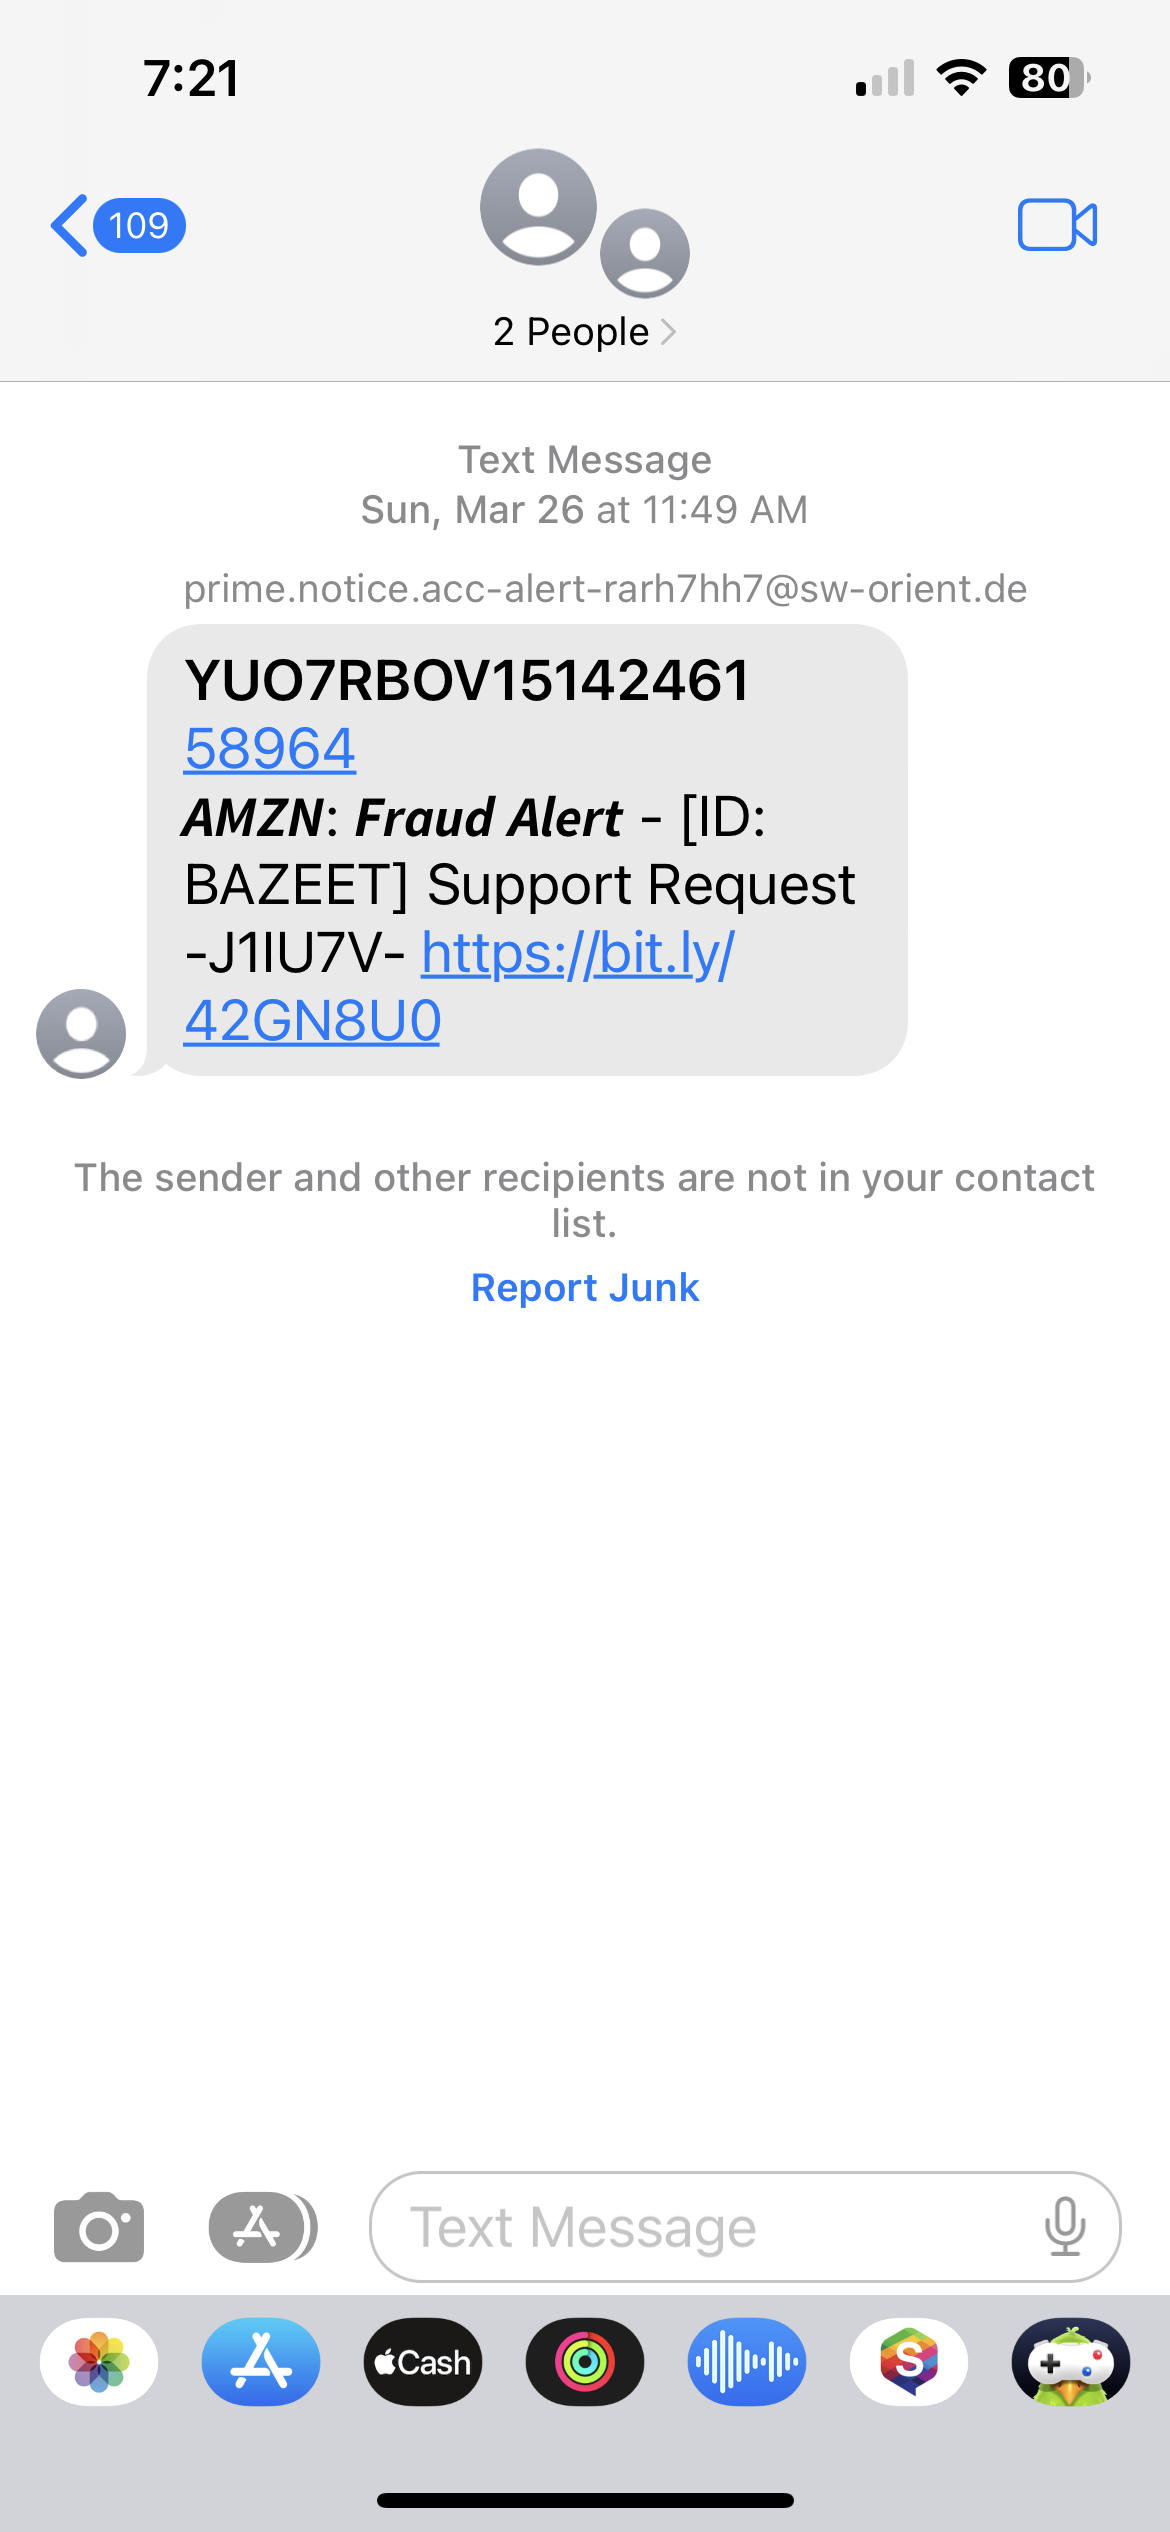 7:21
80
109
2 People
Text Message
Sun, Mar 26 at 11:49 AM
prime.notice.acc-alert-rarh7hh7@sw-orient.de
YUO7RBOV15142461
58964
AMZN: Fraud Alert - [ID:
BAZEET] Support Request
-J1IU7V- https://bit.ly/
42GN8U0
The sender and other recipients are not in your contact
list.
Report Junk
Text Message
Cash
S